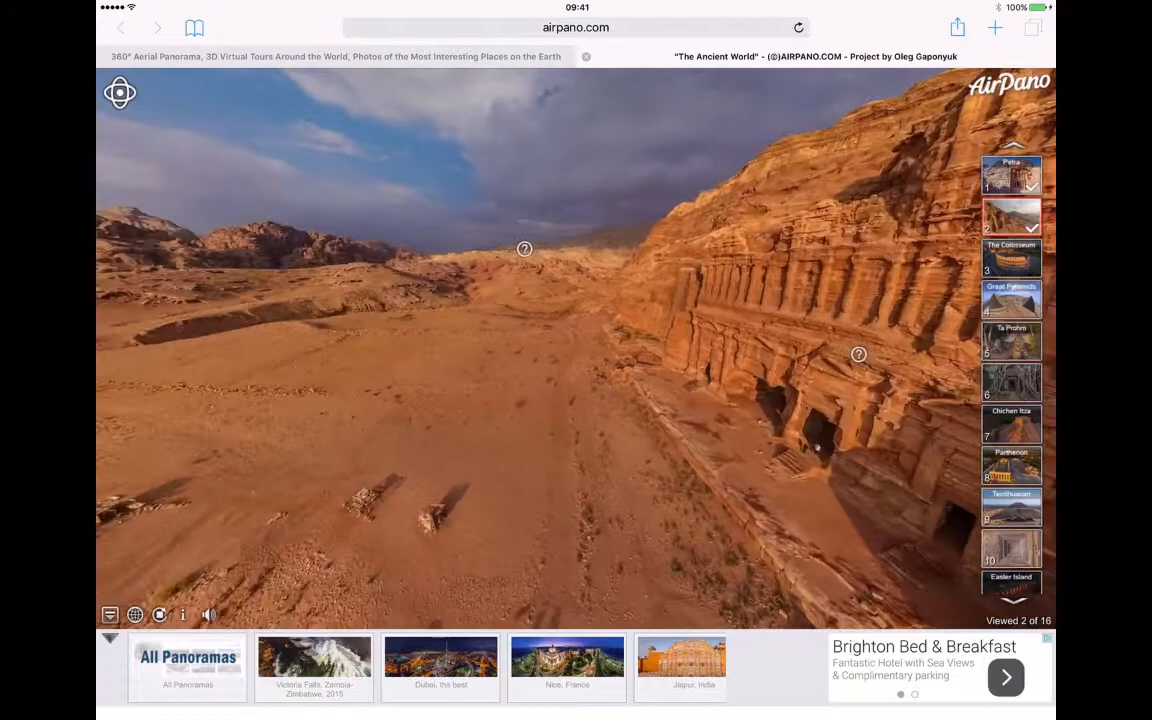 09:41
100%
airpano.com
360° Aerial Panorama, 3D Virtual Tours Around the World, Photos of the Most Interesting Places on the Earth
"The Ancient World" - (©)AIRPANO.COM - Project by Oleg Gaponyuk
AirPano
Petra
1
2
The Colosseum
3
Great Pyramids
4
Ta Prohm
5
6
Chichen Itza
7
Parthenon
8
Teotihuacan
9
10
Easter Island
Viewed 2 of 16
All Panoramas
All Panoramas
Victoria Falls, Zambia-
Zimbabwe, 2015
Dubai, the best
Nice, France
Jaipur, India
Brighton Bed & Breakfast
Fantastic Hotel with Sea Views
& Complimentary parking